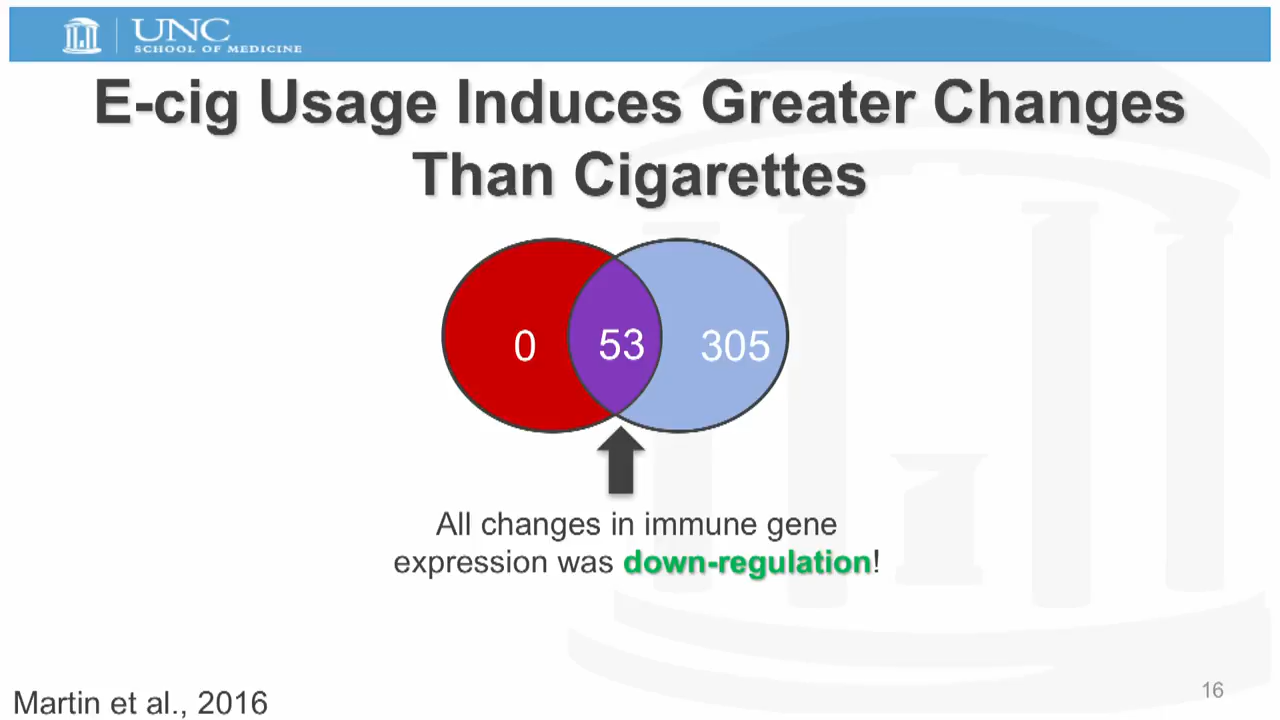 UNC
SCHOOL OF MEDICINE
E-cig Usage Induces Greater Changes
Than Cigarettes
0 53 305
All changes in immune gene
expression was down-regulation!
Martin et al., 2016
16